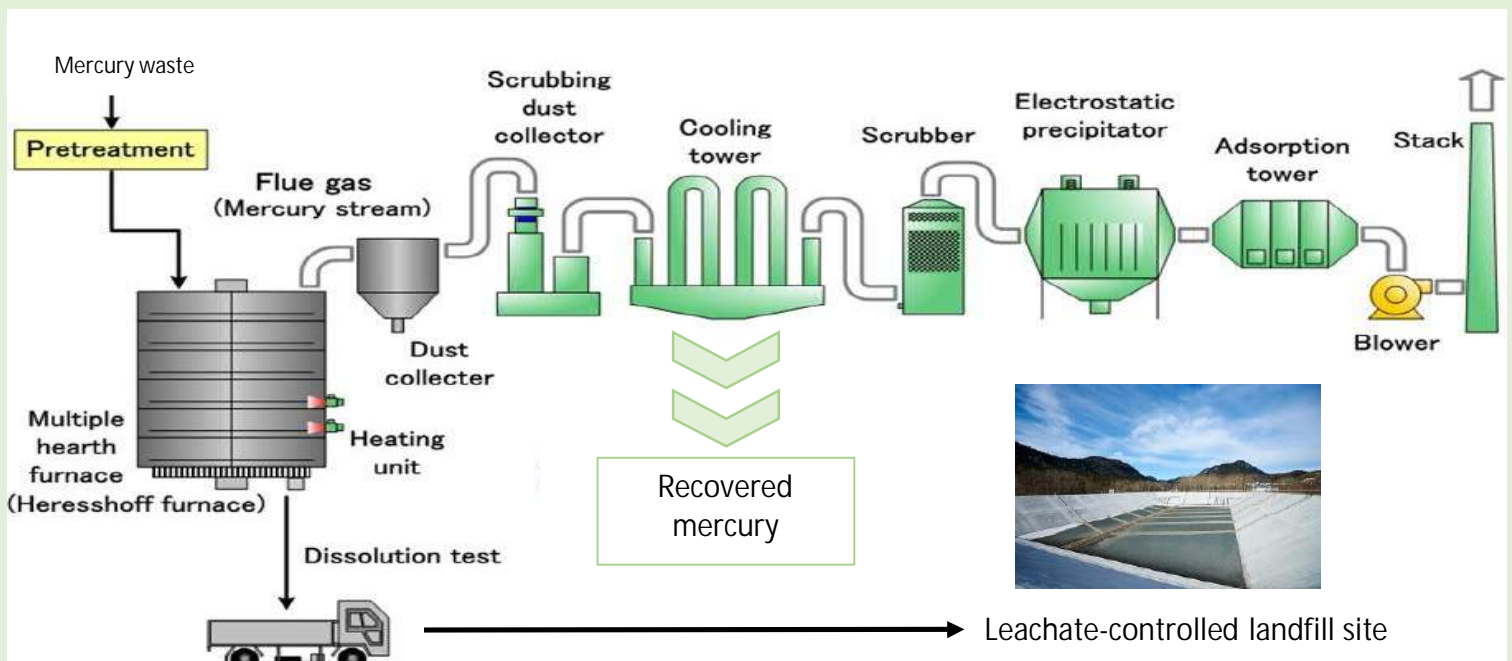 Mercury waste
Pretreatment
Flue gas
(Mercury stream)
Scrubbing
dust
collector
Cooling
tower
Scrubber
Electrostatic
precipitator
Adsorption
tower
Stack
Dust
collecter
Blower
Multiple
hearth
furnace
(Heresshoff furnace)
Heating
unit
Recovered
mercury
Dissolution test
Leachate-controlled landfill site